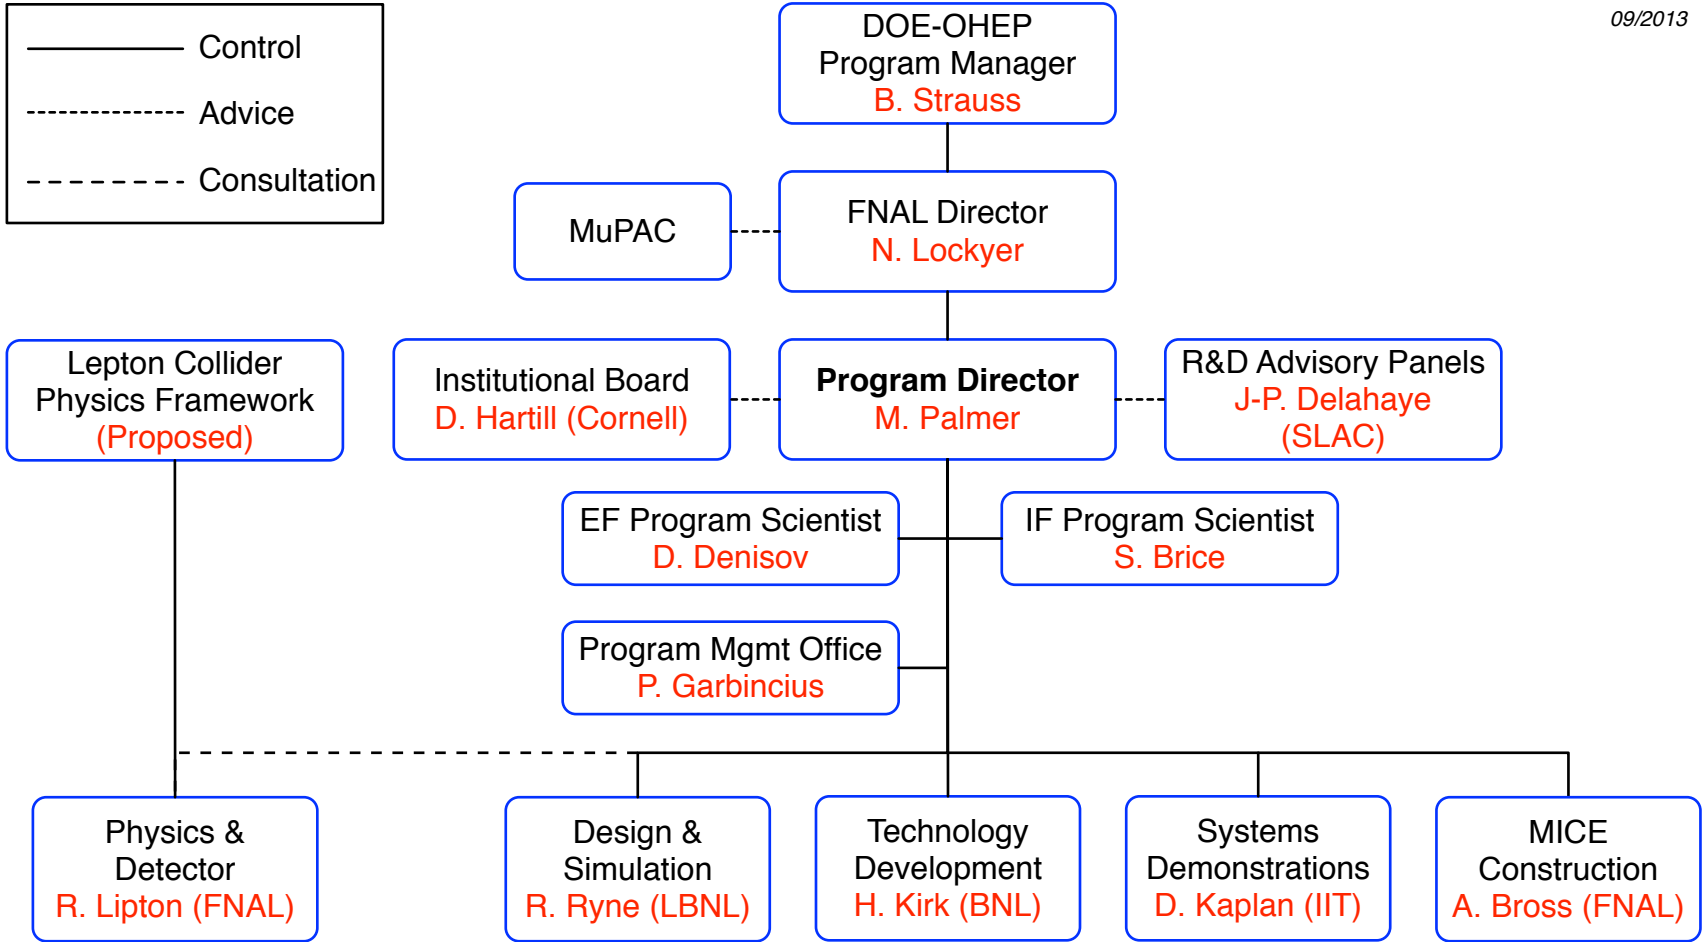 Control
Advice
Consultation
09/2013
DOE-OHEP
Program Manager
B. Strauss
MuPAC
FNAL Director
N. Lockyer
Lepton Collider
Physics Framework
(Proposed)
Institutional Board
D. Hartill (Cornell)
Program Director
M. Palmer
R&D Advisory Panels
J-P. Delahaye
(SLAC)
EF Program Scientist
D. Denisov
IF Program Scientist
S. Brice
Program Mgmt Office
P. Garbincius
Physics &
Detector
R. Lipton (FNAL)
Design &
Simulation
R. Ryne (LBNL)
Technology
Development
H. Kirk (BNL)
Systems
Demonstrations
D. Kaplan (IIT)
MICE
Construction
A. Bross (FNAL)